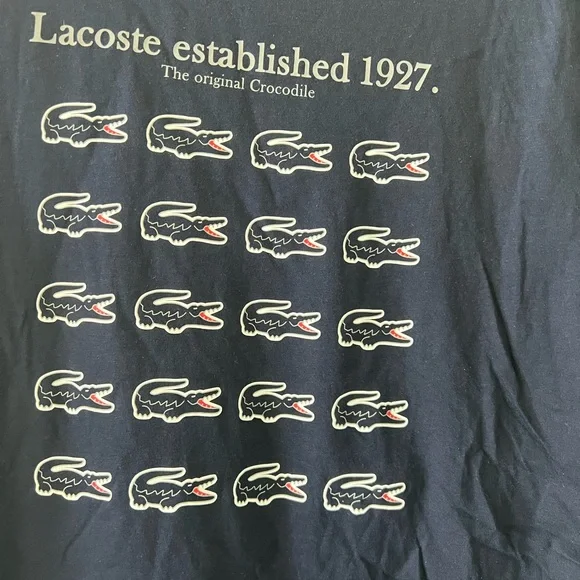 Lacoste established 1927.
The original Crocodile